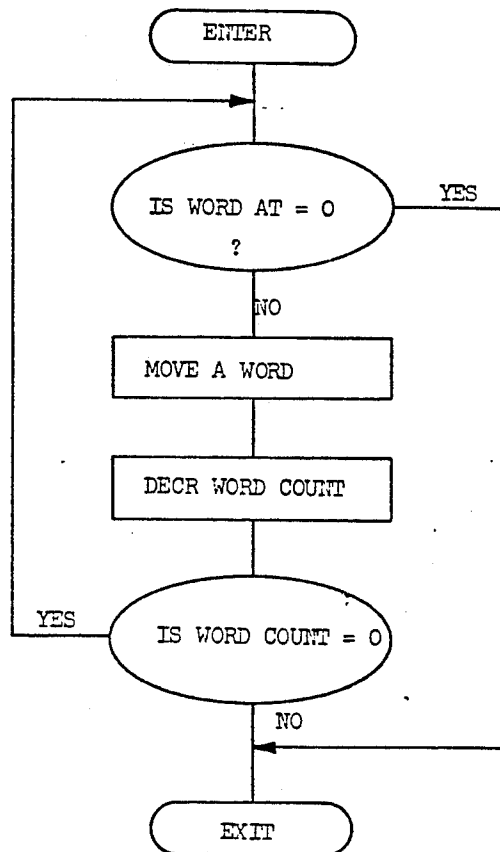 ENTER
IS WORD AT = 0
?
YES
NO
MOVE A WORD
DECR WORD COUNT
YES
IS WORD COUNT = 0
NO
EXIT